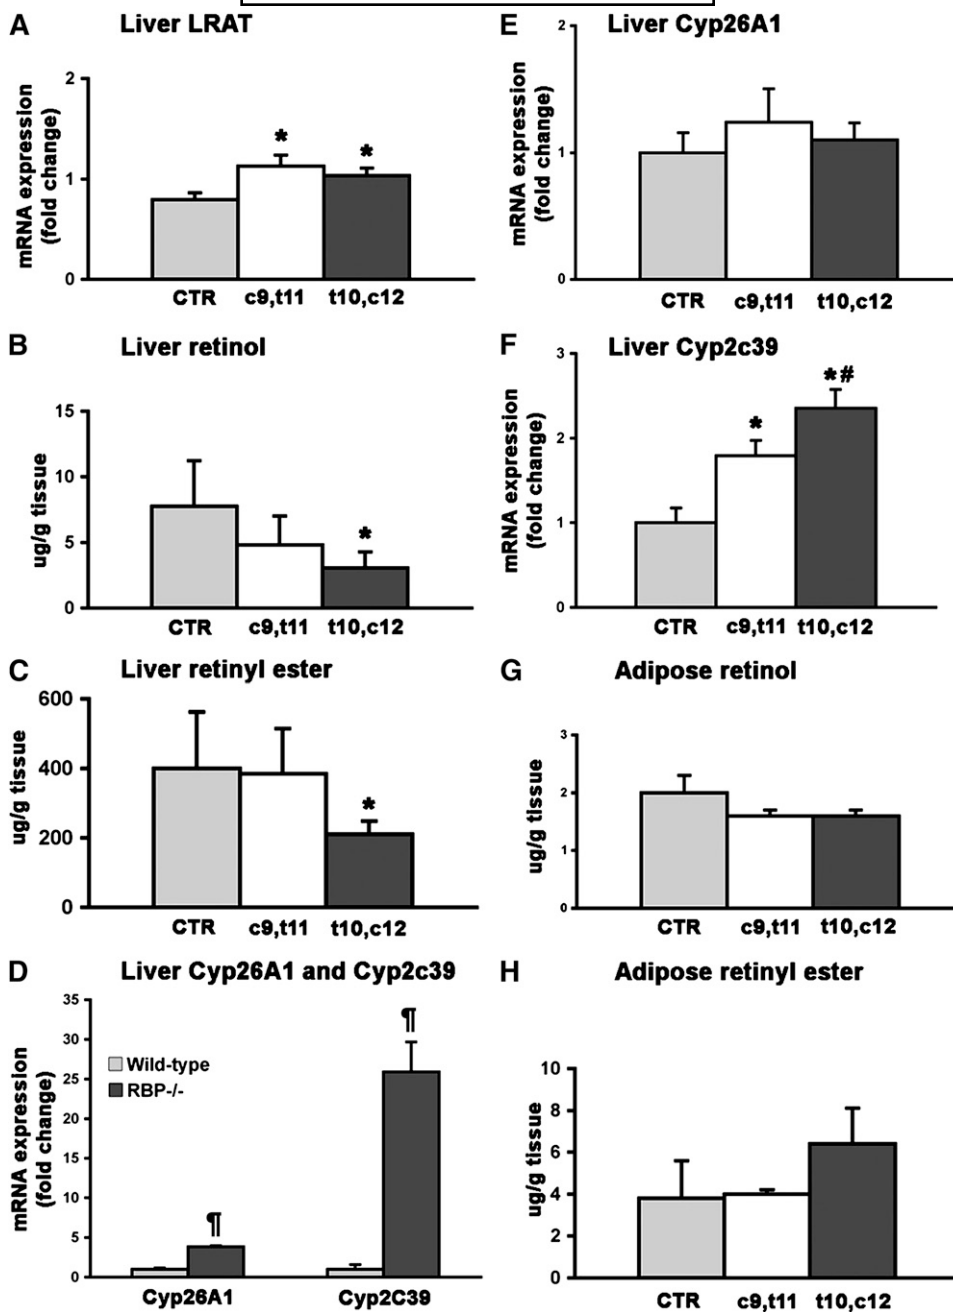 A Liver LRAT
mRNA expression
(fold change)
2
1
0
*
*
CTR c9,t11 t10,c12
B Liver retinol
ug/g tissue
15
10
5
0
*
CTR c9,t11 t10,c12
C Liver retinyl ester
ug/g tissue
600
400
200
0
*
CTR c9,t11 t10,c12
D Liver Cyp26A1 and Cyp2c39
mRNA expression
(fold change)
35
30
25
20
15
10
5
0
Wild-type
RBP-/-
¶
¶
Cyp26A1 Cyp2C39
E Liver Cyp26A1
mRNA expression
(fold change)
2
1
0
CTR c9,t11 t10,c12
F Liver Cyp2c39
mRNA expression
(fold change)
3
2
1
0
*
*#
CTR c9,t11 t10,c12
G Adipose retinol
ug/g tissue
3
2
1
0
CTR c9,t11 t10,c12
H Adipose retinyl ester
ug/g tissue
10
8
6
4
2
0
CTR c9,t11 t10,c12